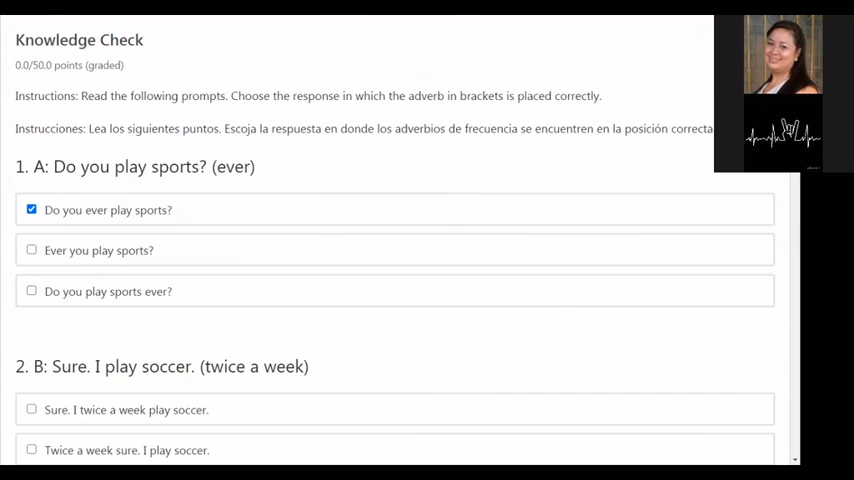 Knowledge Check
0.0/50.0 points (graded)
Instructions: Read the following prompts. Choose the response in which the adverb in brackets is placed correctly.
Instrucciones: Lea los siguientes puntos. Escoja la respuesta en donde los adverbios de frecuencia se encuentren en la posición correcta
1. A: Do you play sports? (ever)
Do you ever play sports?
Ever you play sports?
Do you play sports ever?
2. B: Sure. I play soccer. (twice a week)
Sure. I twice a week play soccer.
Twice a week sure. I play soccer.